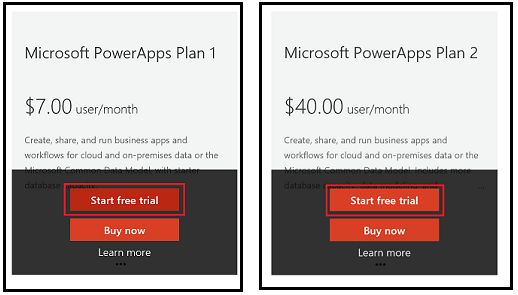 Microsoft PowerApps Plan 1
$7.00 user/month
Create, share, and run business apps and
workflows for cloud and on-premises data or the
Microsoft Common Data Model, with starter
database
Start free trial
Buy now
Learn more
•••
Microsoft PowerApps Plan 2
$40.00 user/month
Create, share, and run business apps and
workflows for cloud and on-premises data or the
Microsoft Common Data Model. Includes more
database
Start free trial
Buy now
Learn more
•••